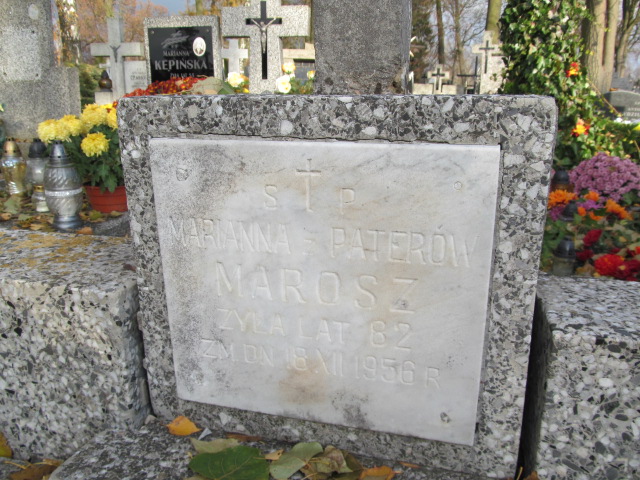 MARIANNA
KĘPIŃSKA
S P
MARIANNA - PATERÓW
MAROSZ
ŻYŁA LAT 82
ZM. DN 18 XII 1956 R